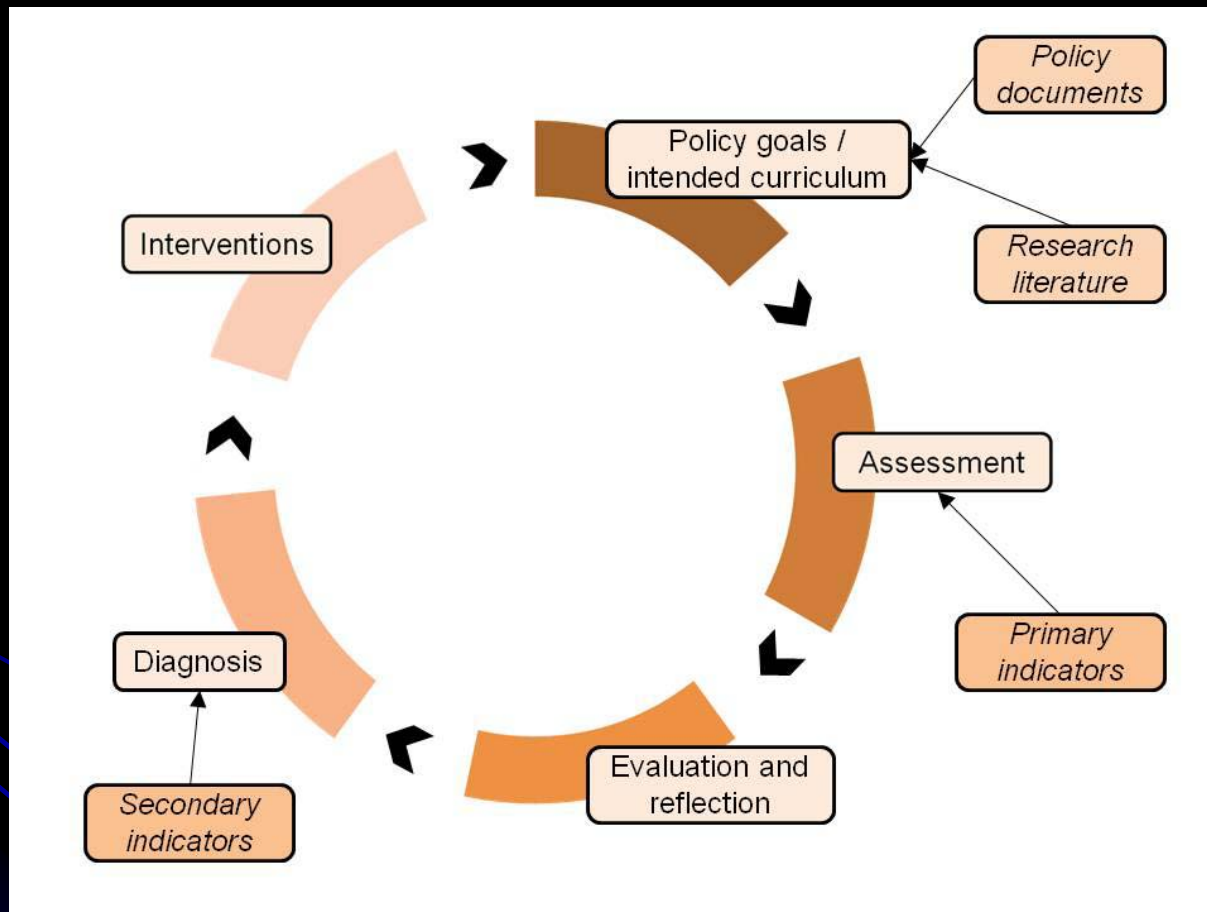 Policy
documents
Policy goals /
intended curriculum
Research
literature
Interventions
Assessment
Primary
indicators
Diagnosis
Evaluation and
reflection
Secondary
indicators